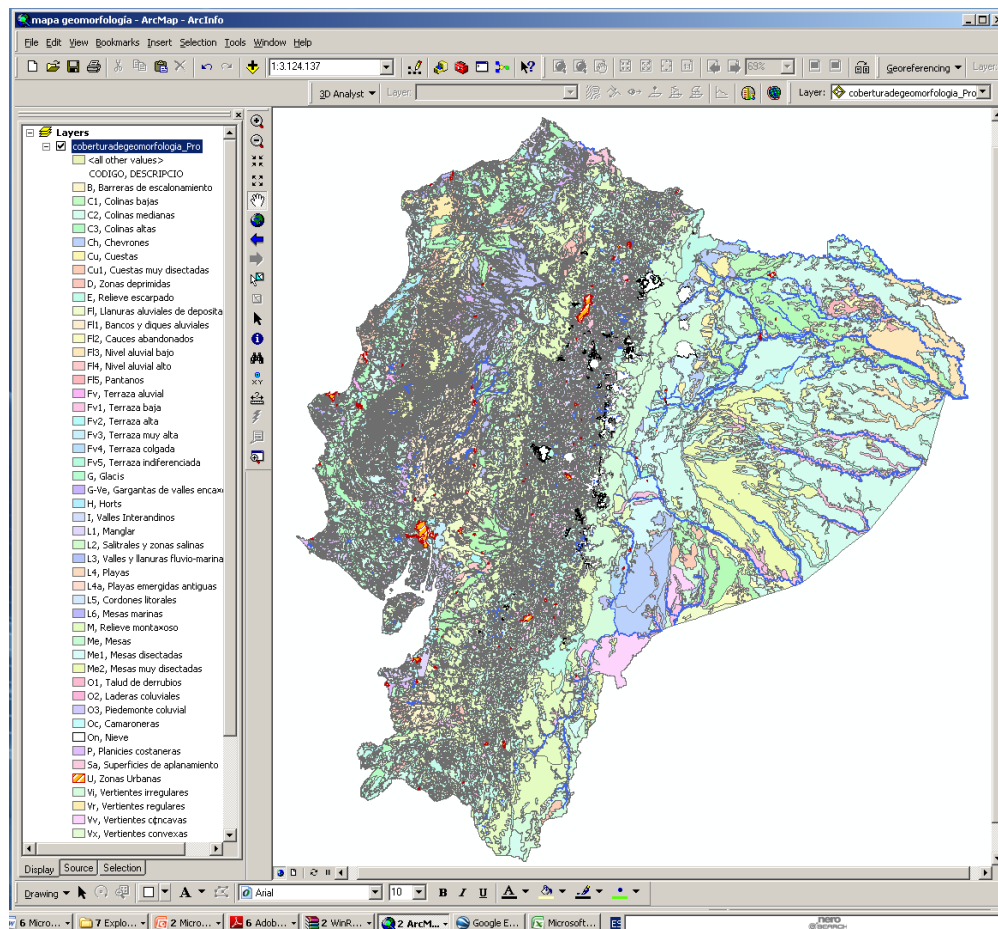 mapa geomorfología - ArcMap - ArcInfo
File Edit View Bookmarks Insert Selection Tools Window Help
1:3.124.137
69%
Georeferencing
Layer:
3D Analyst
Layer:
Layer: coberturadegeomorfologia_Pro
Layers
coberturadegeomorfologia_Pro
<all other values>
CODIGO, DESCRIPCIO
B, Barreras de escalonamiento
C1, Colinas bajas
C2, Colinas medianas
C3, Colinas altas
Ch, Chevrones
Cu, Cuestas
Cu1, Cuestas muy disectadas
D, Zonas deprimidas
E, Relieve escarpado
Fl, Llanuras aluviales de deposita
Fl1, Bancos y diques aluviales
Fl2, Cauces abandonados
Fl3, Nivel aluvial bajo
Fl4, Nivel aluvial alto
Fl5, Pantanos
Fv, Terraza aluvial
Fv1, Terraza baja
Fv2, Terraza alta
Fv3, Terraza muy alta
Fv4, Terraza colgada
Fv5, Terraza indiferenciada
G, Glacis
G-Ve, Gargantas de valles encax
H, Horts
I, Valles Interandinos
L1, Manglar
L2, Salitrales y zonas salinas
L3, Valles y llanuras fluvio-marina
L4, Playas
L4a, Playas emergidas antiguas
L5, Cordones litorales
L6, Mesas marinas
M, Relieve montaxoso
Me, Mesas
Me1, Mesas disectadas
Me2, Mesas muy disectadas
O1, Talud de derrubios
O2, Laderas coluviales
O3, Piedemonte coluvial
Oc, Camaroneras
On, Nieve
P, Planicies costaneras
Sa, Superficies de aplanamiento
U, Zonas Urbanas
Vi, Vertientes irregulares
Vr, Vertientes regulares
Vv, Vertientes c¢ncavas
Vx, Vertientes convexas
Display Source Selection
Drawing A Arial 10 B I U A
6 Micro... 7 Explo... 2 Micro... 6 Adob... 2 WinR... 2 ArcM... Google E... Microsoft... ES nero SEARCH